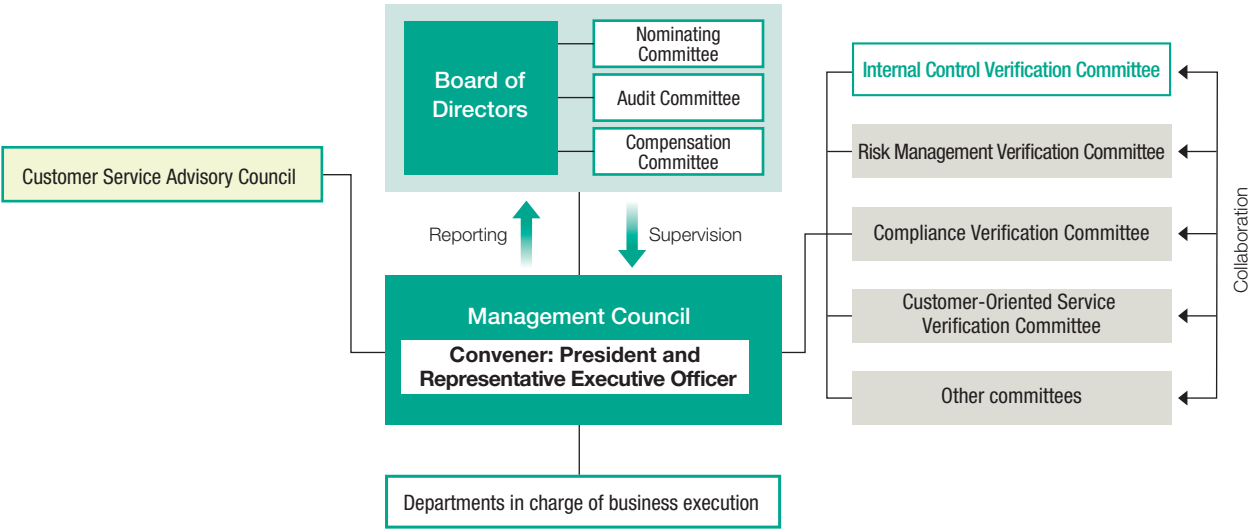 Board of
Directors
Nominating
Committee
Audit Committee
Compensation
Committee
Customer Service Advisory Council
Reporting
Supervision
Management Council
Convener: President and
Representative Executive Officer
Departments in charge of business execution
Internal Control Verification Committee
Risk Management Verification Committee
Compliance Verification Committee
Customer-Oriented Service
Verification Committee
Other committees
Collaboration